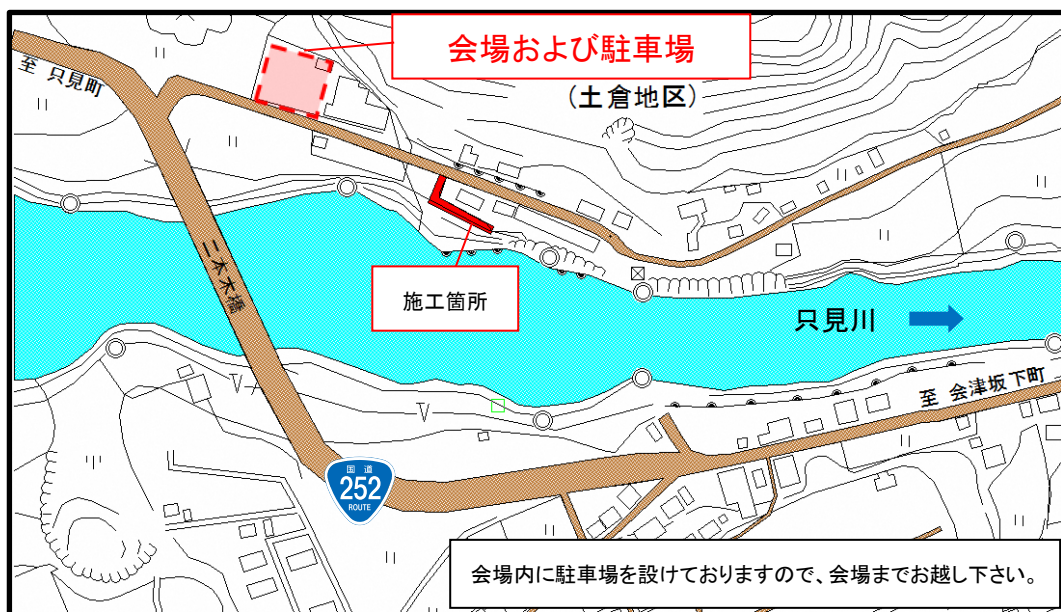 会場および駐車場
(土倉地区)
至 只見町
二本木橋
施工箇所
只見川
至 会津坂下町
国道
252
ROUTE
会場内に駐車場を設けておりますので、会場までお越し下さい。